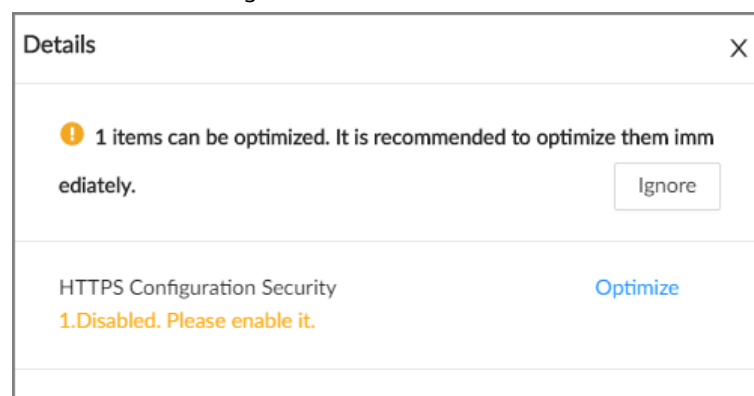 Details
X
1 items can be optimized. It is recommended to optimize them imm
ediately.
Ignore
HTTPS Configuration Security
Optimize
1.Disabled. Please enable it.